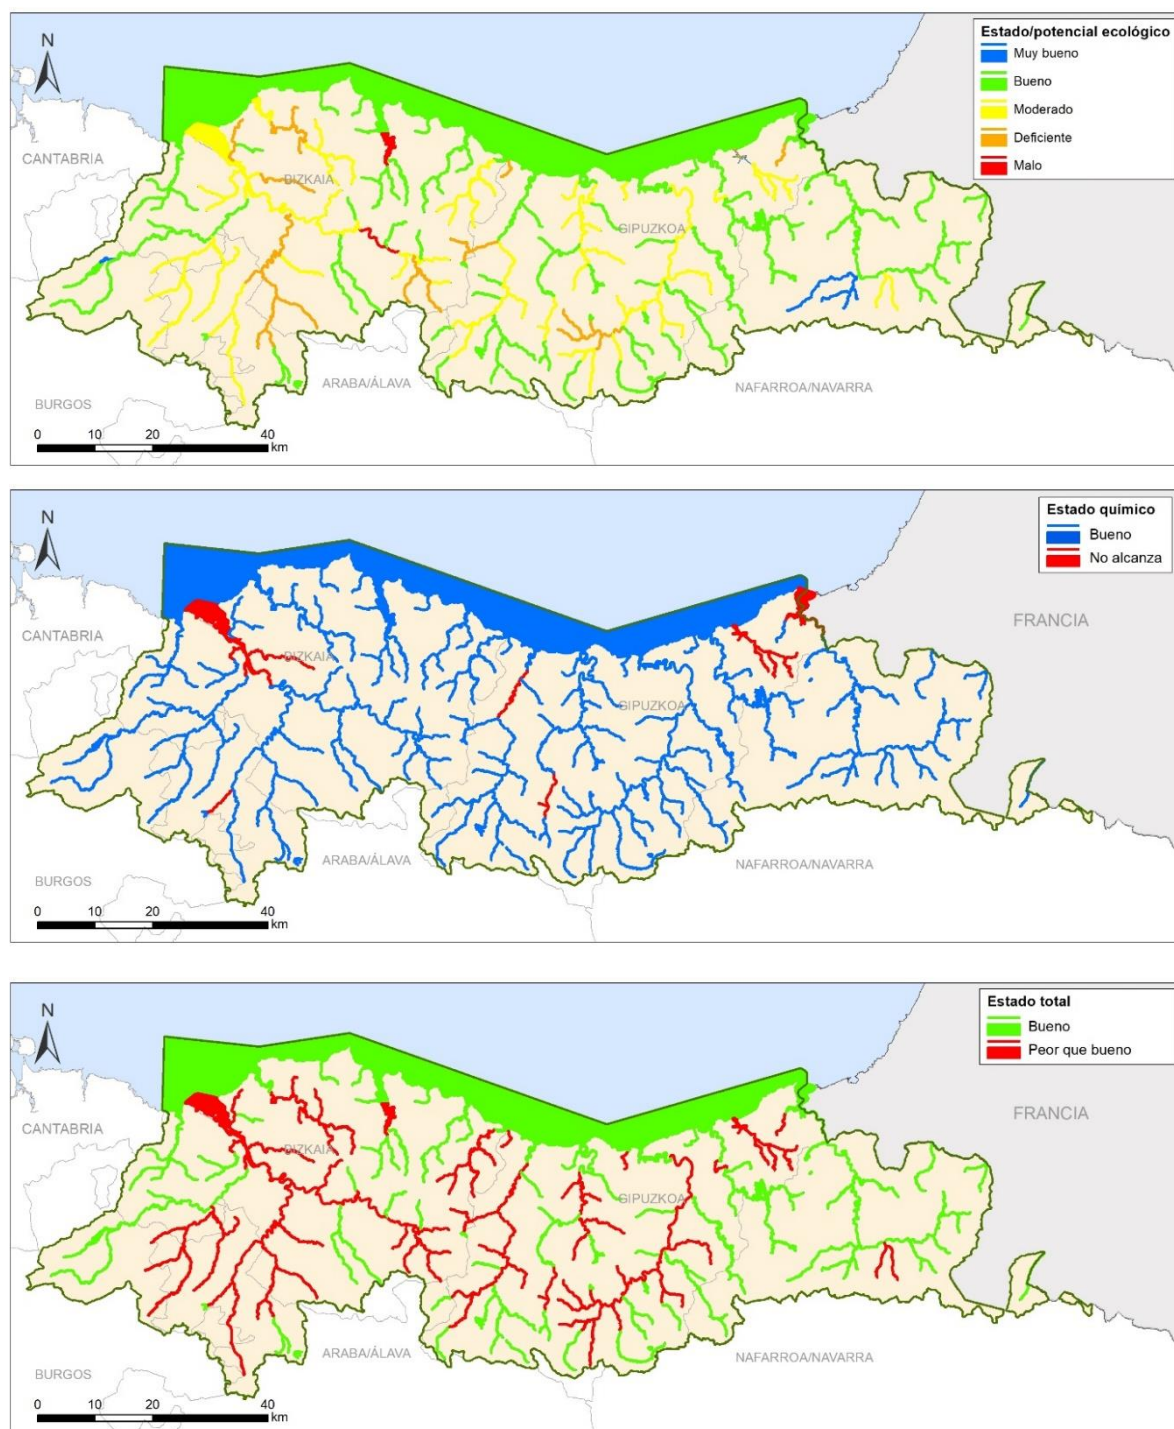 N
Estado/potencial ecológico
Muy bueno
Bueno
Moderado
Deficiente
Malo
CANTABRIA
BIZKAIA
GIPUZKOA
ARABA/ÁLAVA
NAFARROA/NAVARRA
BURGOS
0 10 20 40
km
N
Estado químico
Bueno
No alcanza
FRANCIA
CANTABRIA
BIZKAIA
GIPUZKOA
ARABA/ÁLAVA
NAFARROA/NAVARRA
BURGOS
0 10 20 40
km
N
Estado total
Bueno
Peor que bueno
FRANCIA
CANTABRIA
BIZKAIA
GIPUZKOA
ARABA/ÁLAVA
NAFARROA/NAVARRA
BURGOS
0 10 20 40
km